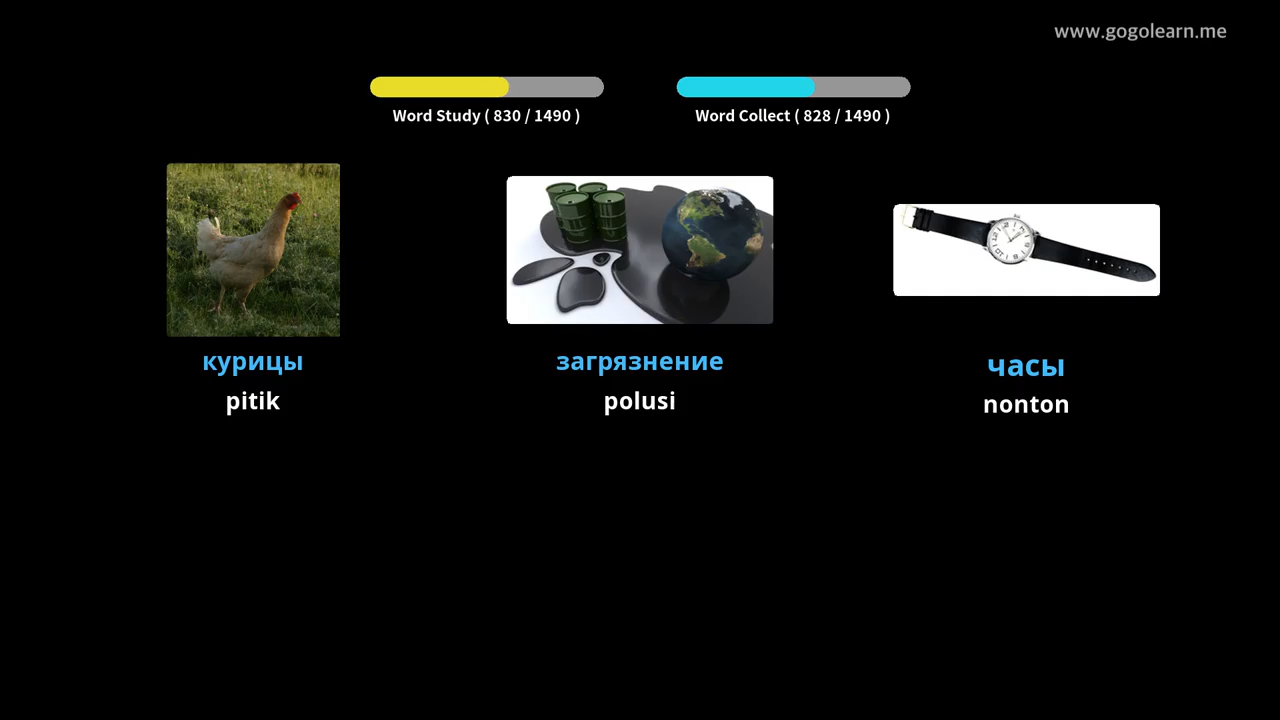 www.gogolearn.me
Word Study ( 830 / 1490 )
Word Collect ( 828 / 1490 )
курицы
pitik
загрязнение
polusi
часы
nonton